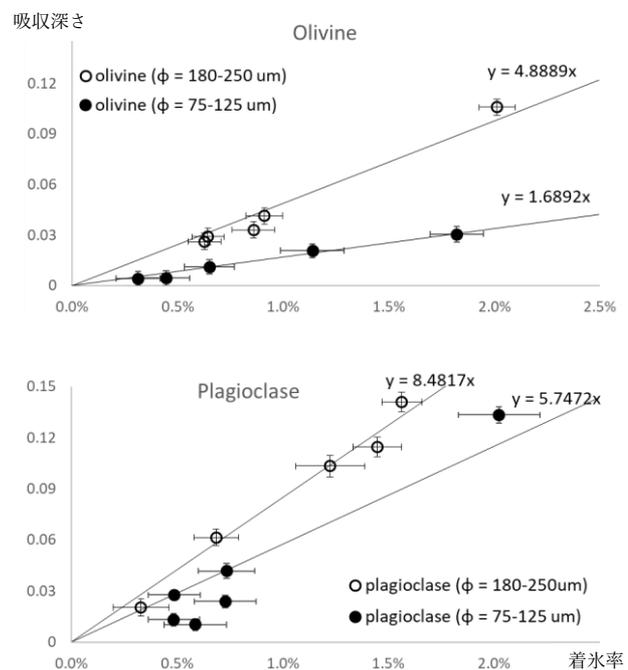 吸収深さ
Olivine
olivine (ϕ = 180-250 um)
olivine (ϕ = 75-125 um)
y = 4.8889x
y = 1.6892x
0.12
0.09
0.06
0.03
0
0.0% 0.5% 1.0% 1.5% 2.0% 2.5%
Plagioclase
y = 8.4817x
y = 5.7472x
0.15
0.12
0.09
0.06
0.03
0
plagioclase (ϕ = 180-250um)
plagioclase (ϕ = 75-125 um)
0.0% 0.5% 1.0% 1.5% 2.0%
着氷率